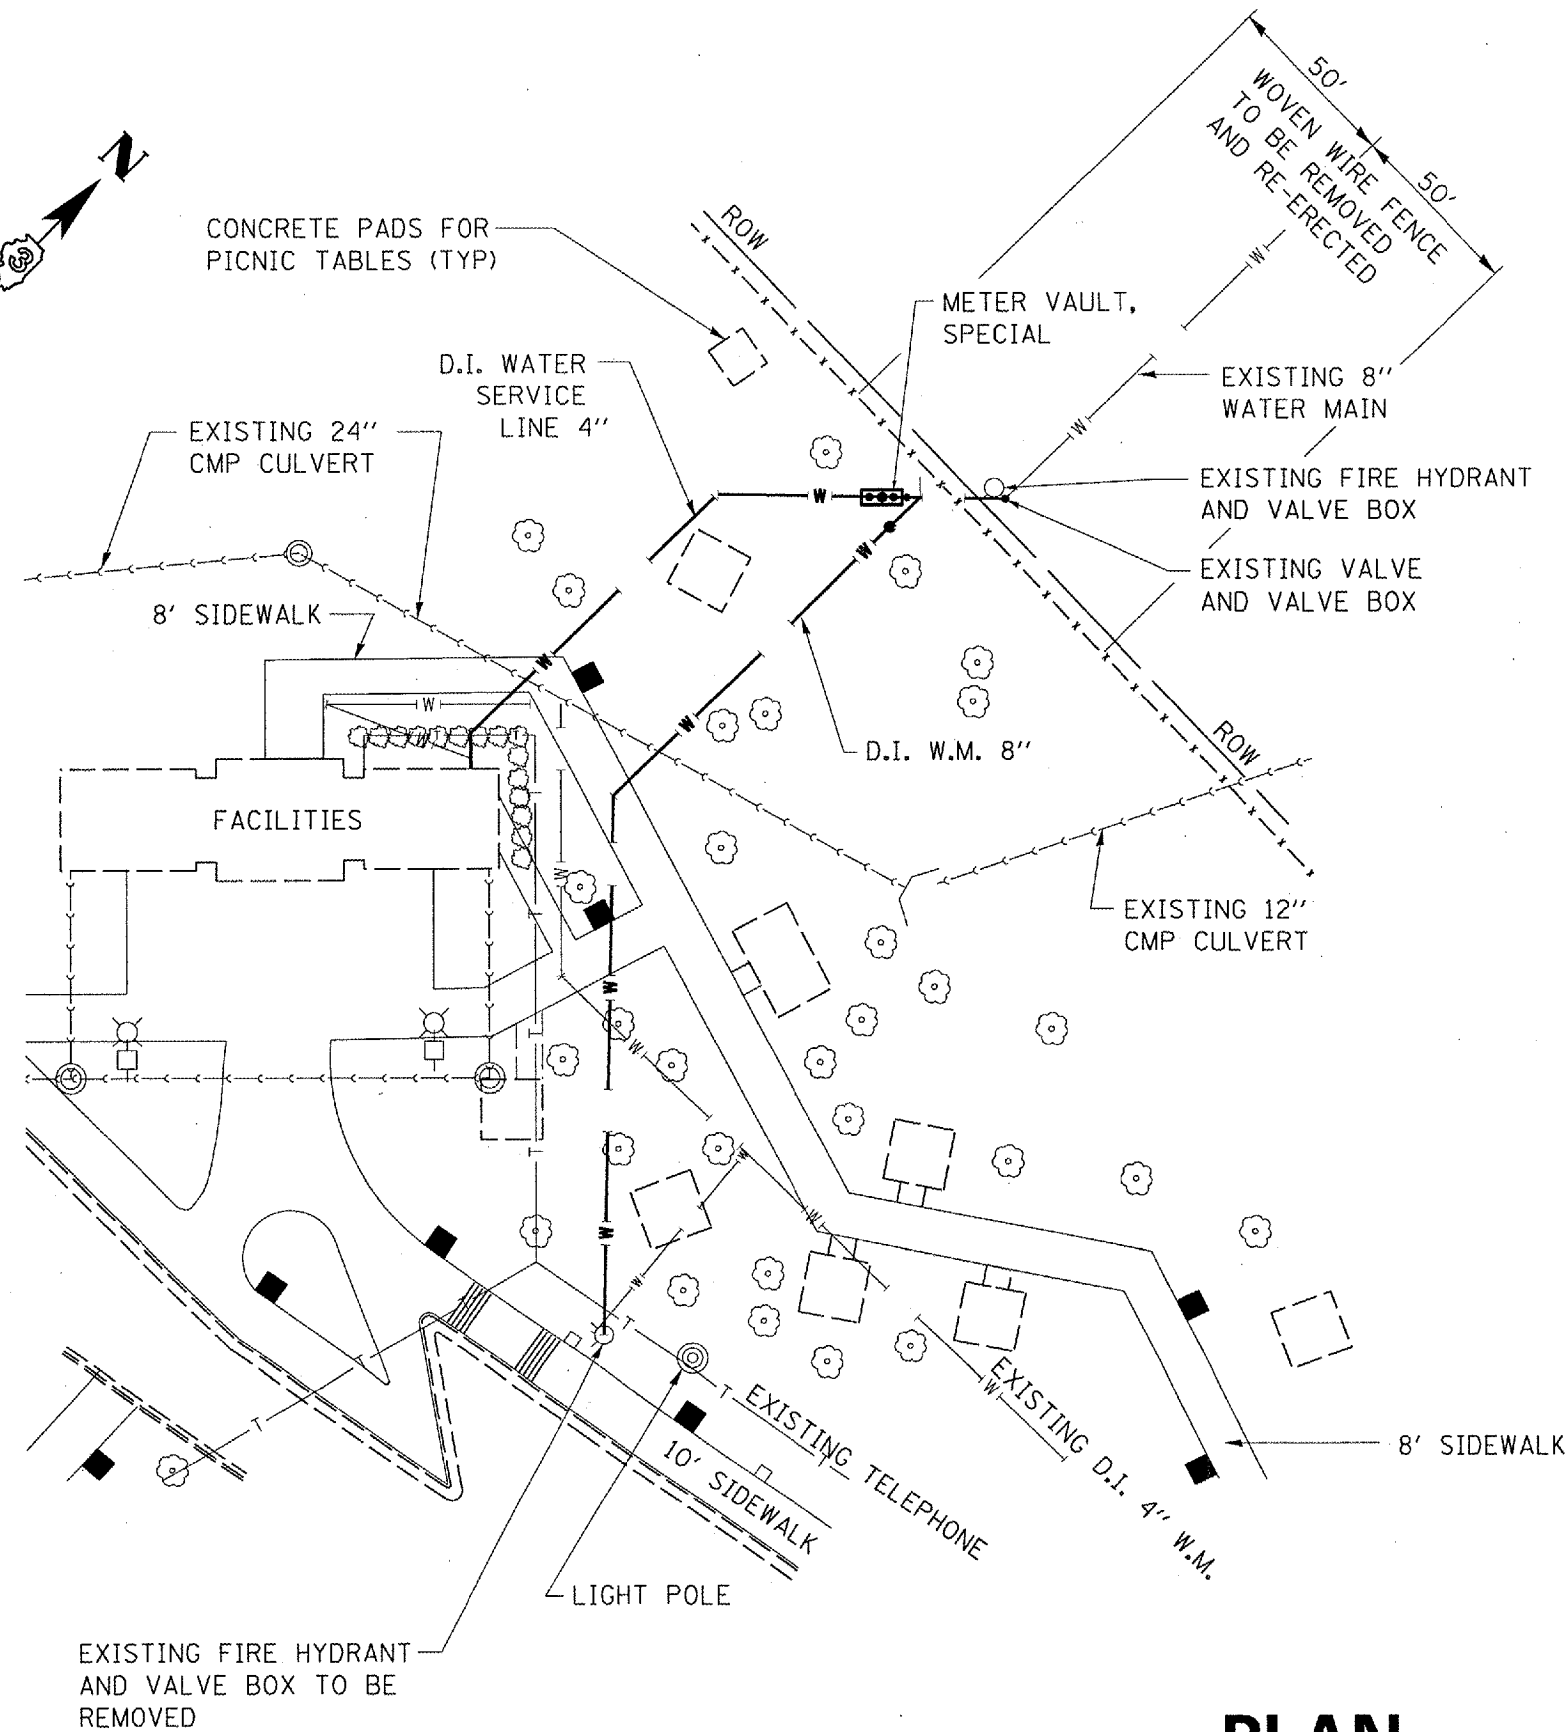 50'
50'
WOVEN WIRE FENCE
TO BE REMOVED
AND RE-ERECTED
N
3
CONCRETE PADS FOR
PICNIC TABLES (TYP)
ROW
METER VAULT,
SPECIAL
D.I. WATER
SERVICE
LINE 4"
EXISTING 8"
WATER MAIN
EXISTING 24"
CMP CULVERT
EXISTING FIRE HYDRANT
AND VALVE BOX
EXISTING VALVE
AND VALVE BOX
8' SIDEWALK
W
W
W
W
W
W
W
W
ROW
D.I. W.M. 8"
FACILITIES
W
EXISTING 12"
CMP CULVERT
W
W
W
W
W
W
T
T
T
W
EXISTING TELEPHONE
EXISTING D.I. 4" W.M.
10' SIDEWALK
8' SIDEWALK
LIGHT POLE
EXISTING FIRE HYDRANT
AND VALVE BOX TO BE
REMOVED
PLAN